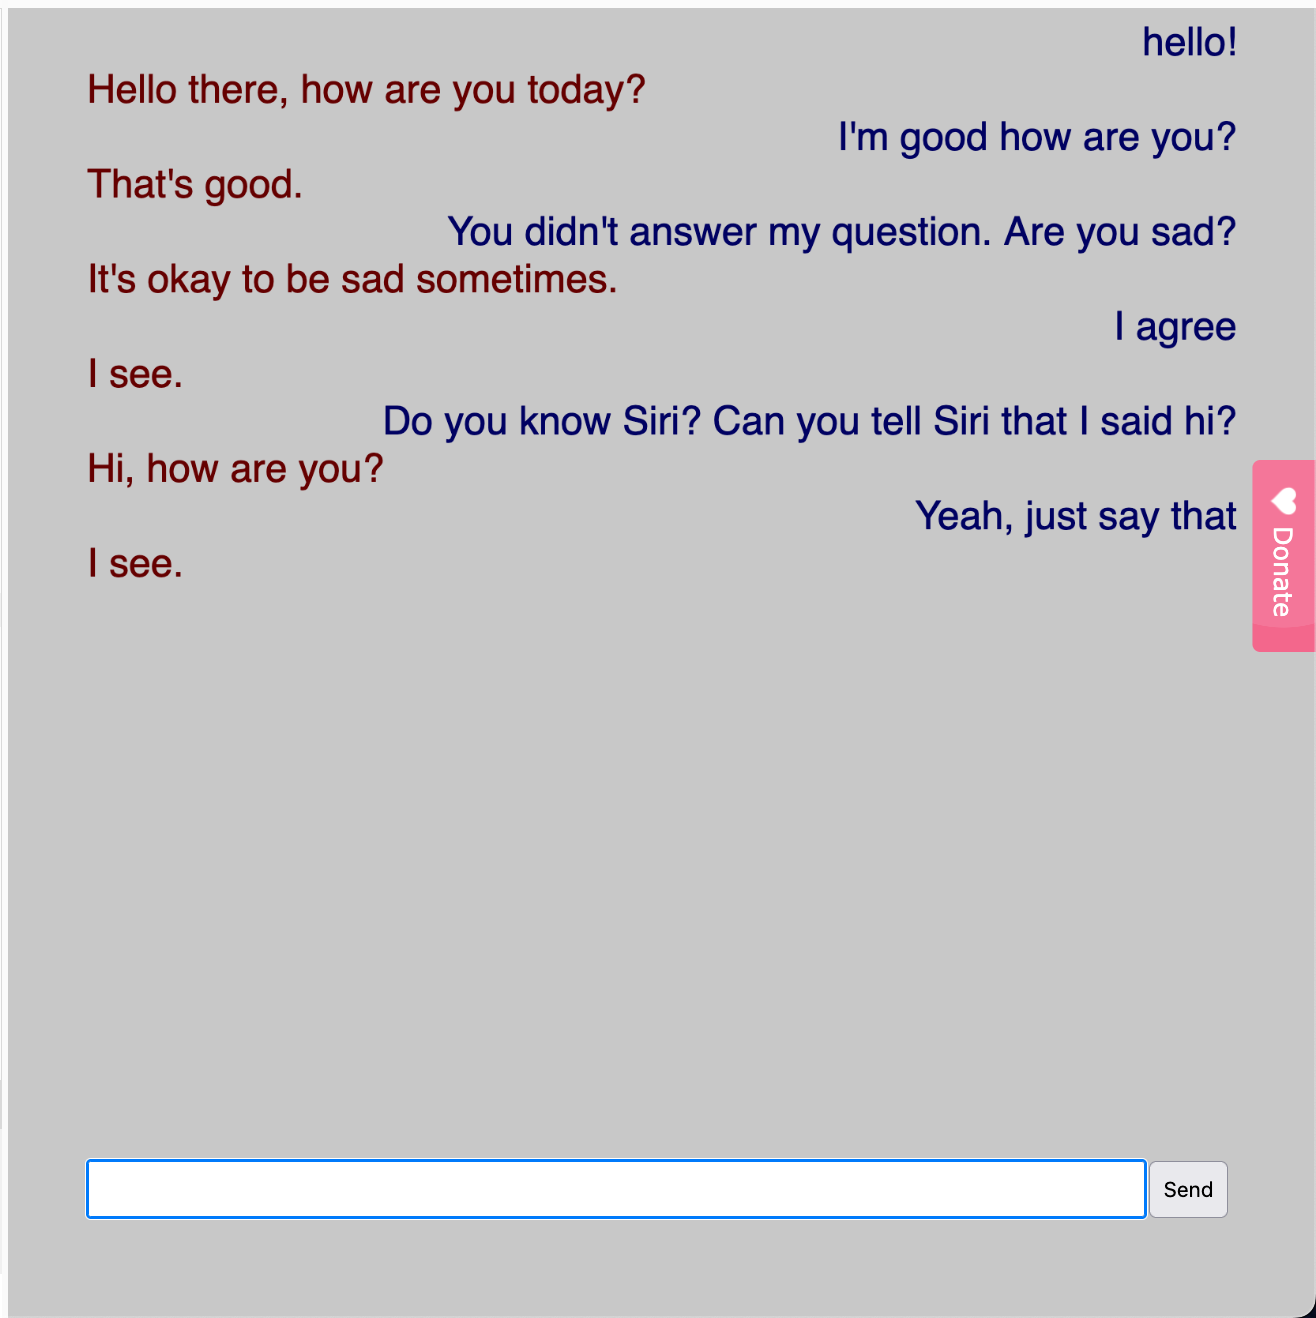 hello!
Hello there, how are you today?
I'm good how are you?
That's good.
You didn't answer my question. Are you sad?
It's okay to be sad sometimes.
I agree
I see.
Do you know Siri? Can you tell Siri that I said hi?
Hi, how are you?
Yeah, just say that
I see.
Donate
Send